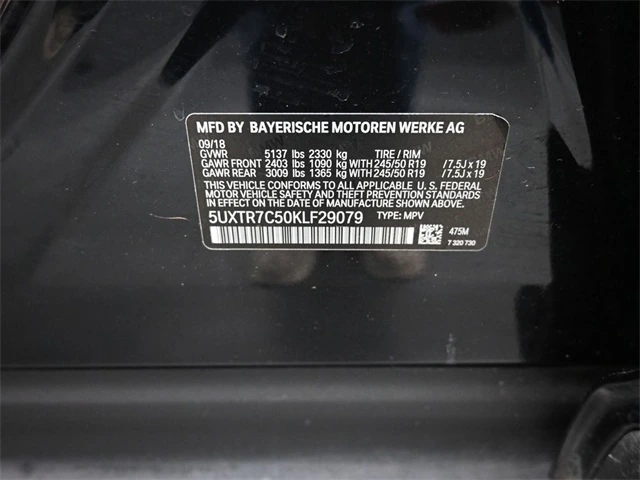 MFD BY BAYERISCHE MOTOREN WERKE AG
09/18
GVWR 5137 lbs 2330 kg TIRE / RIM
GAWR FRONT 2403 lbs 1090 kg WITH 245/50 R19 /7.5J x 19
GAWR REAR 3009 lbs 1365 kg WITH 245/50 R19 /7.5J x 19
THIS VEHICLE CONFORMS TO ALL APPLICABLE U. S. FEDERAL
MOTOR VEHICLE SAFETY AND THEFT PREVENTION STANDARDS
IN EFFECT ON THE DATE OF MANUFACTURE SHOWN ABOVE.
5UXTR7C50KLF29079 TYPE: MPV
475M
7 320 730